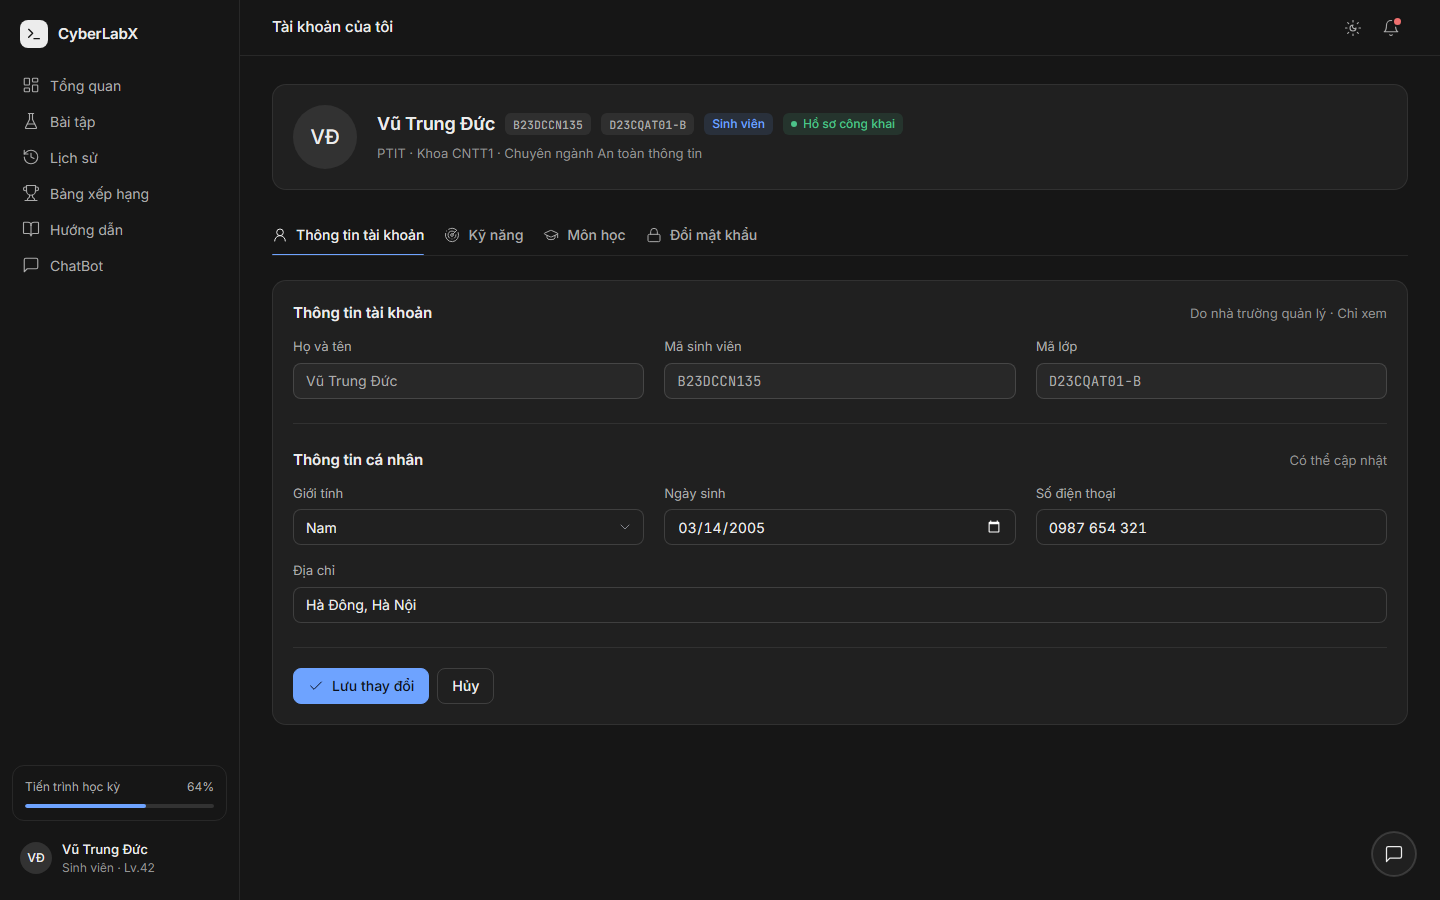 CyberLabX
Tổng quan
Bài tập
Lịch sử
Bảng xếp hạng
Hướng dẫn
ChatBot
Tiến trình học kỳ 64%
VĐ Vũ Trung Đức
Sinh viên · Lv.42
Tài khoản của tôi
VĐ
Vũ Trung Đức B23DCCN135 D23CQAT01-B Sinh viên Hồ sơ công khai
PTIT · Khoa CNTT1 · Chuyên ngành An toàn thông tin
Thông tin tài khoản Kỹ năng Môn học Đổi mật khẩu
Thông tin tài khoản Do nhà trường quản lý · Chỉ xem
Họ và tên Mã sinh viên Mã lớp
Vũ Trung Đức B23DCCN135 D23CQAT01-B
Thông tin cá nhân Có thể cập nhật
Giới tính Ngày sinh Số điện thoại
Nam 03/14/2005 0987 654 321
Địa chỉ
Hà Đông, Hà Nội
Lưu thay đổi Hủy